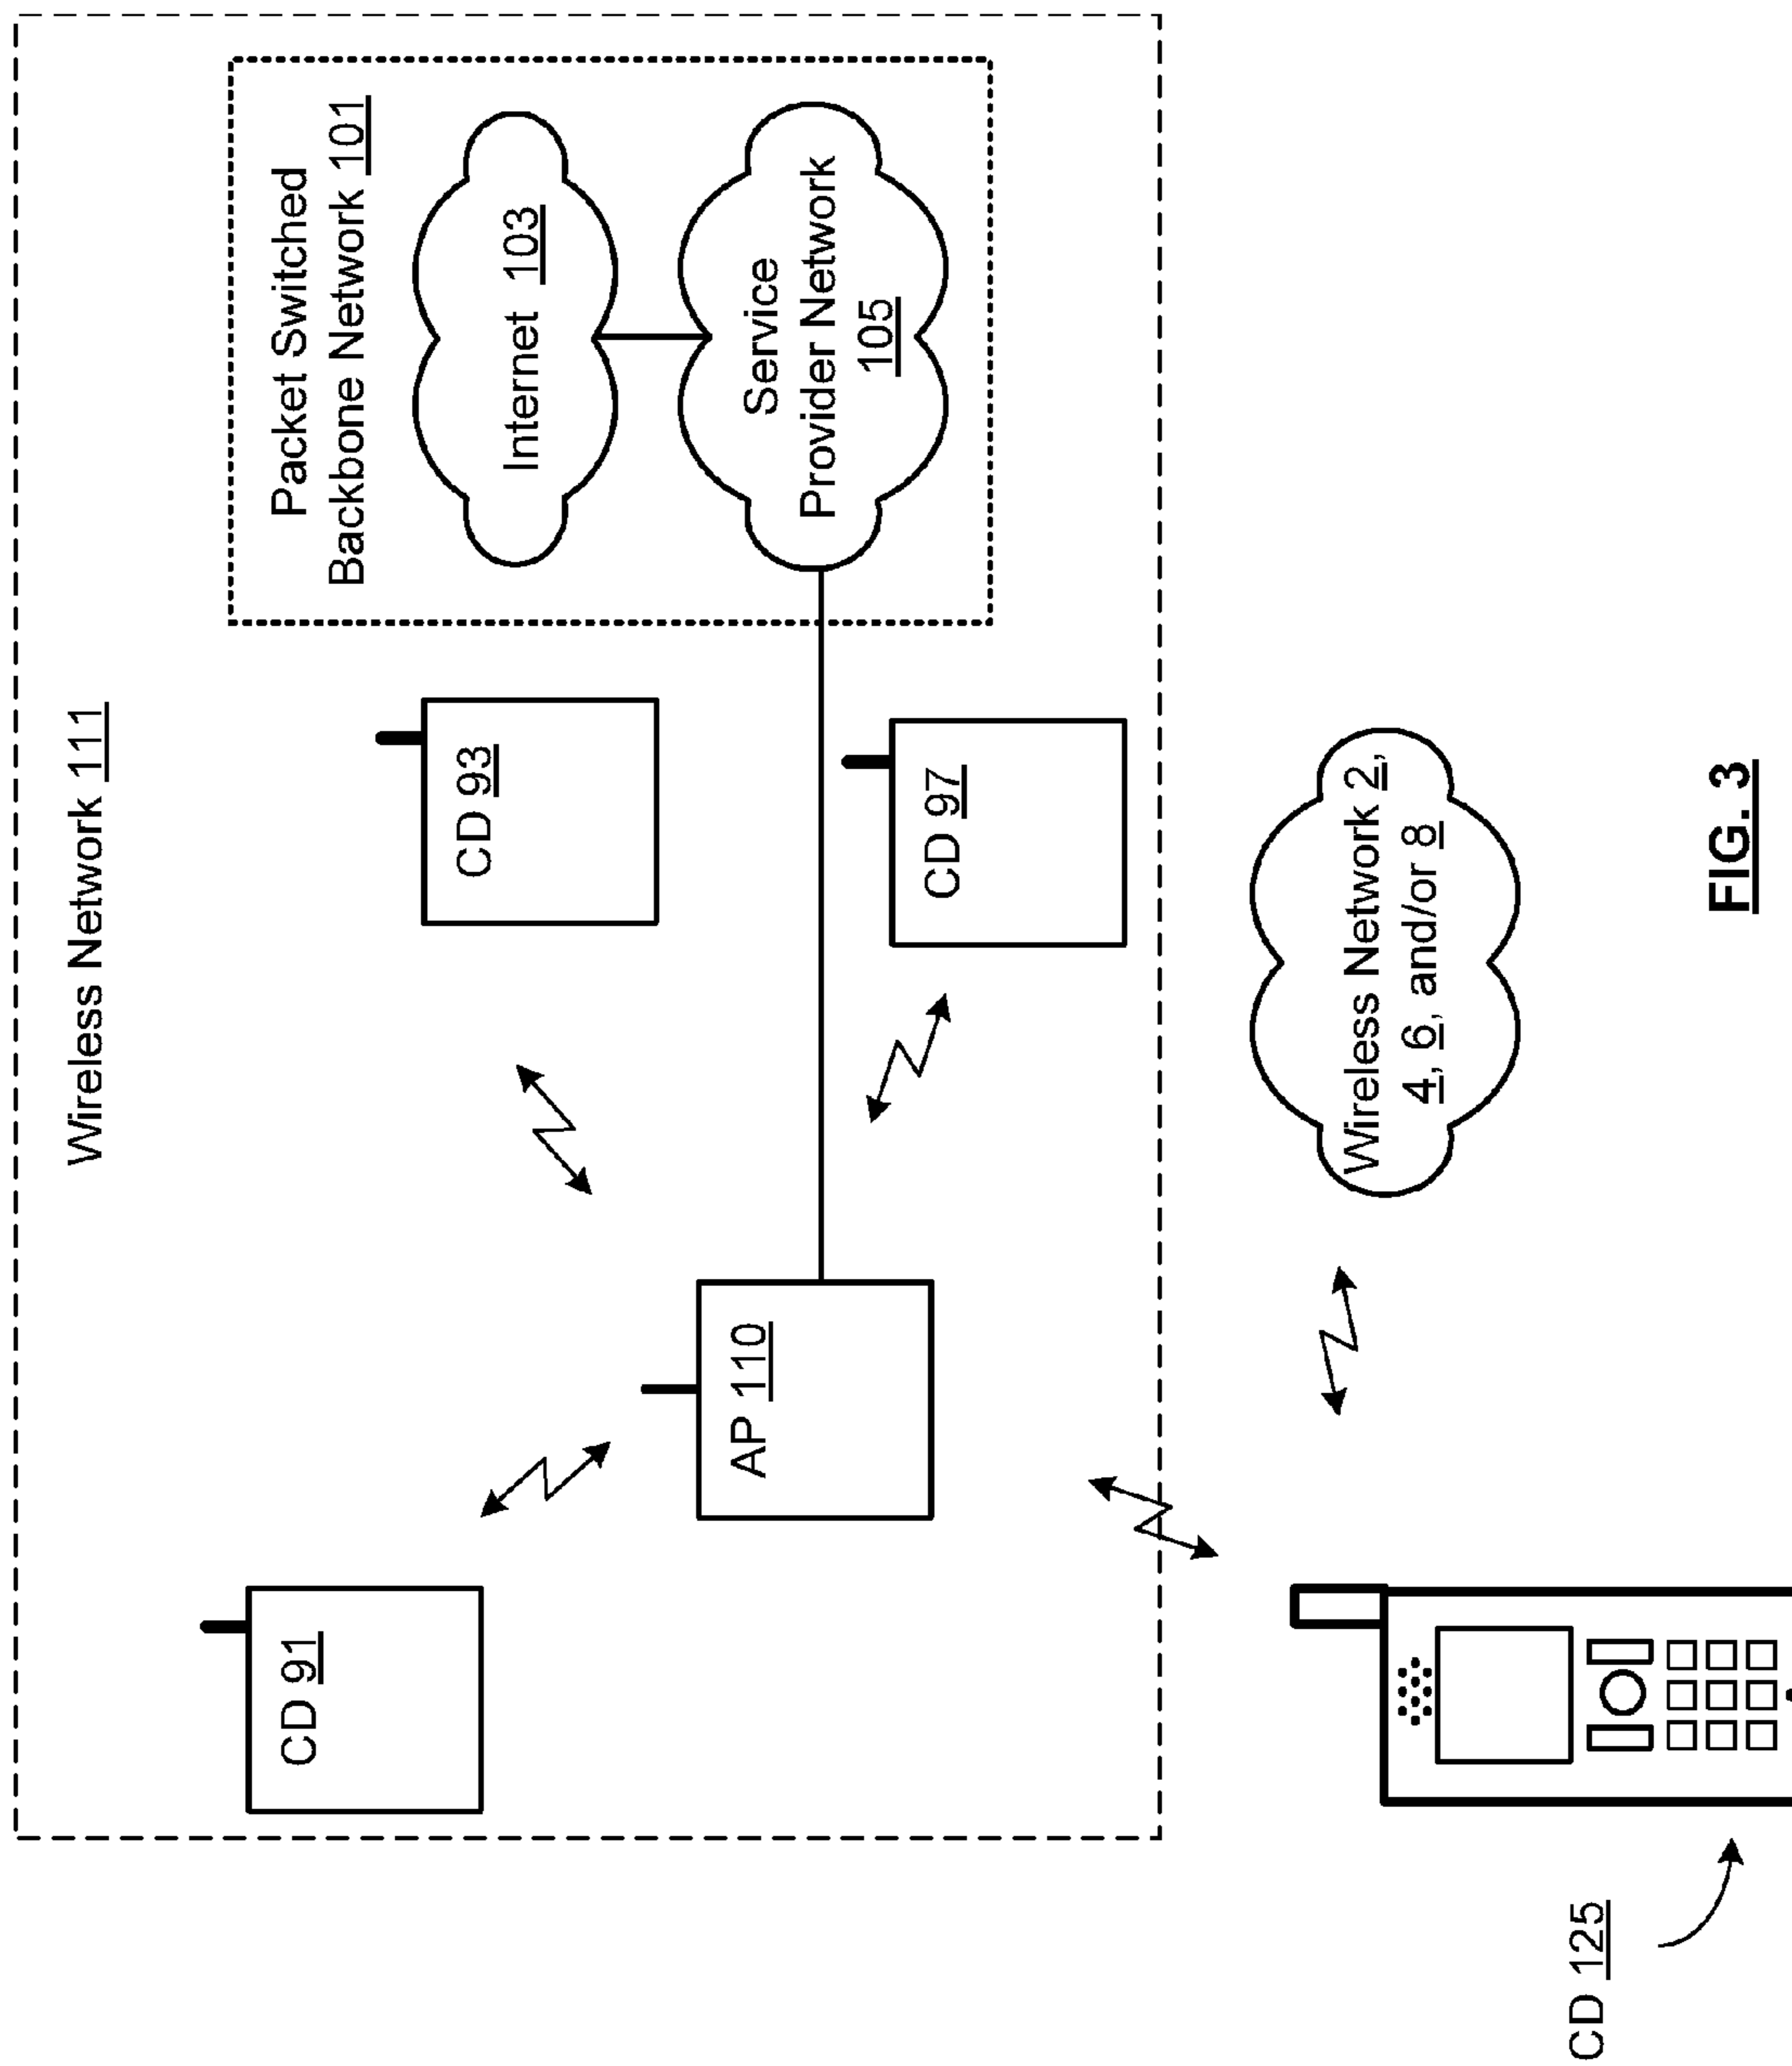 Wireless Network 111
Packet Switched
Backbone Network 101
Internet 103
Service
Provider Network
105
CD 93
CD 97
CD 91
AP 110
Wireless Network 2,
4, 6, and/or 8
CD 125
FIG. 3